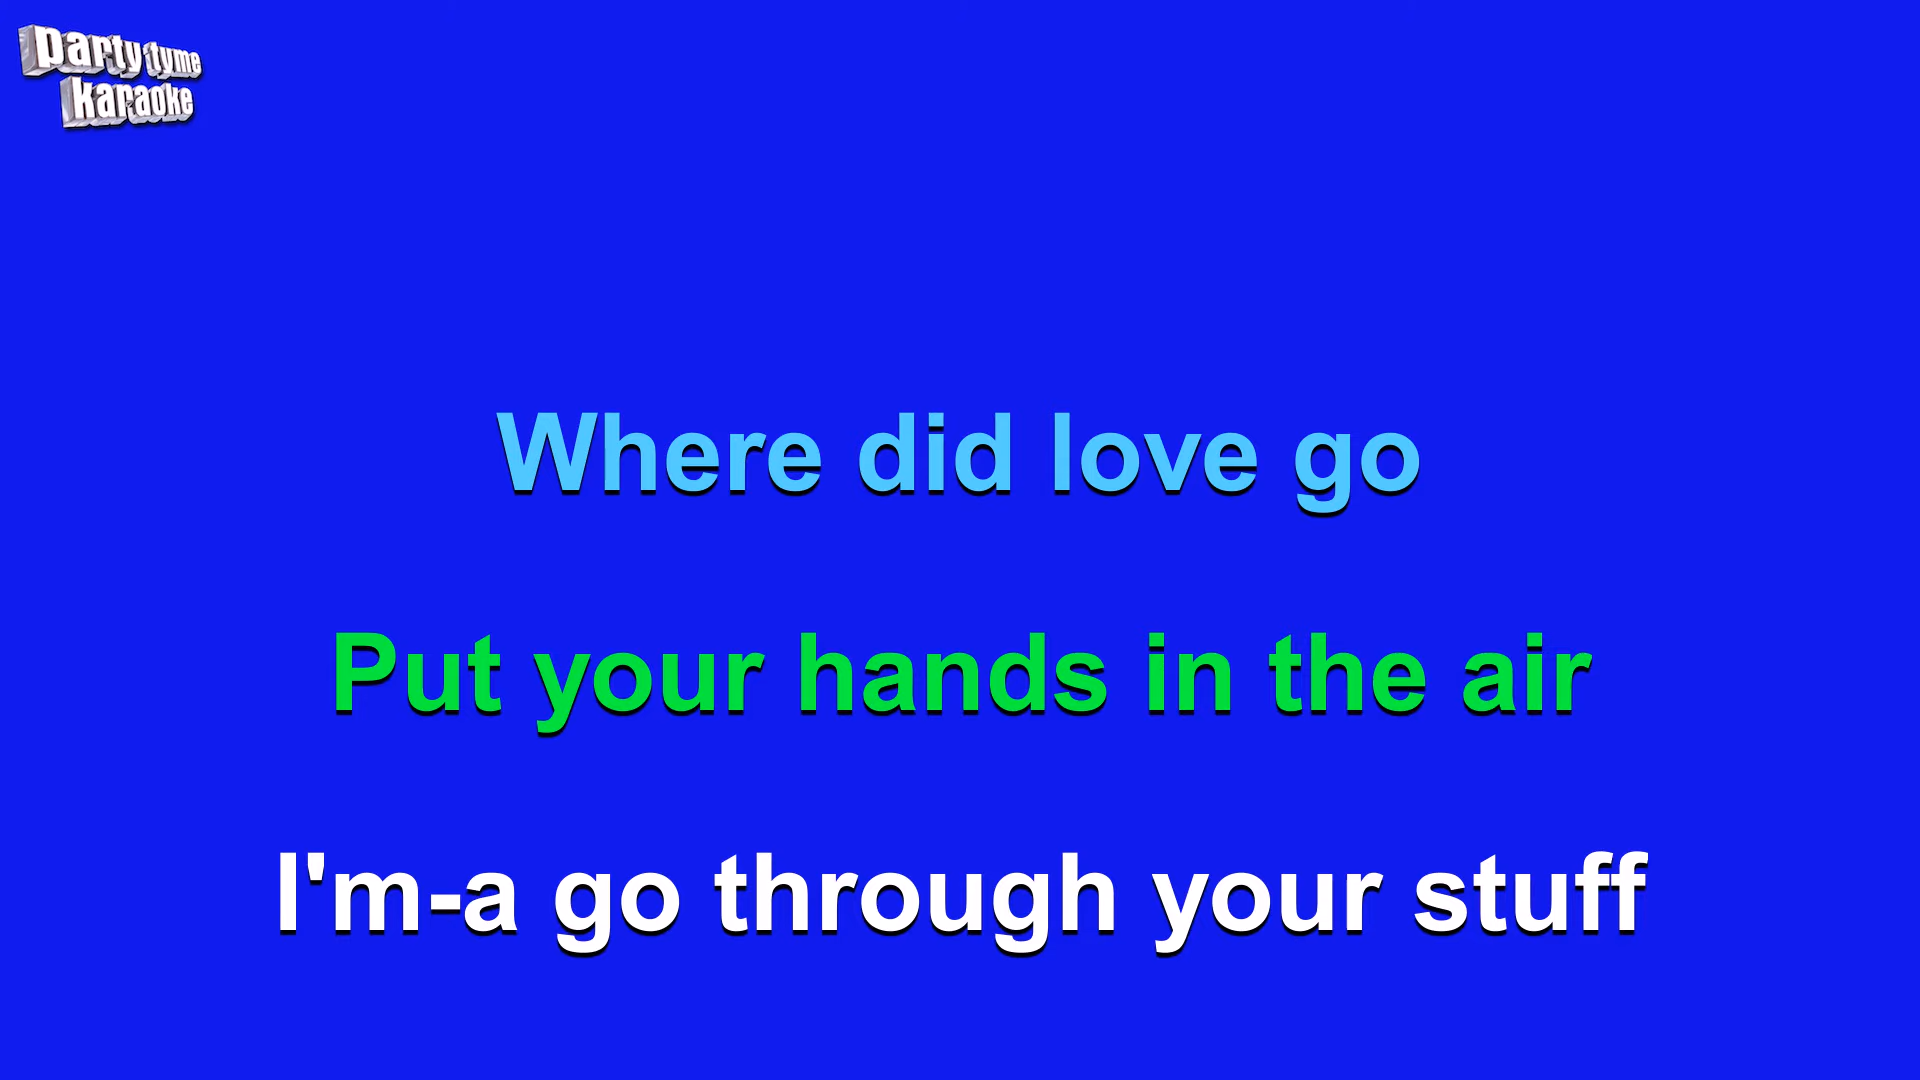 party tyme
karaoke
Where did love go
Put your hands in the air
I'm-a go through your stuff